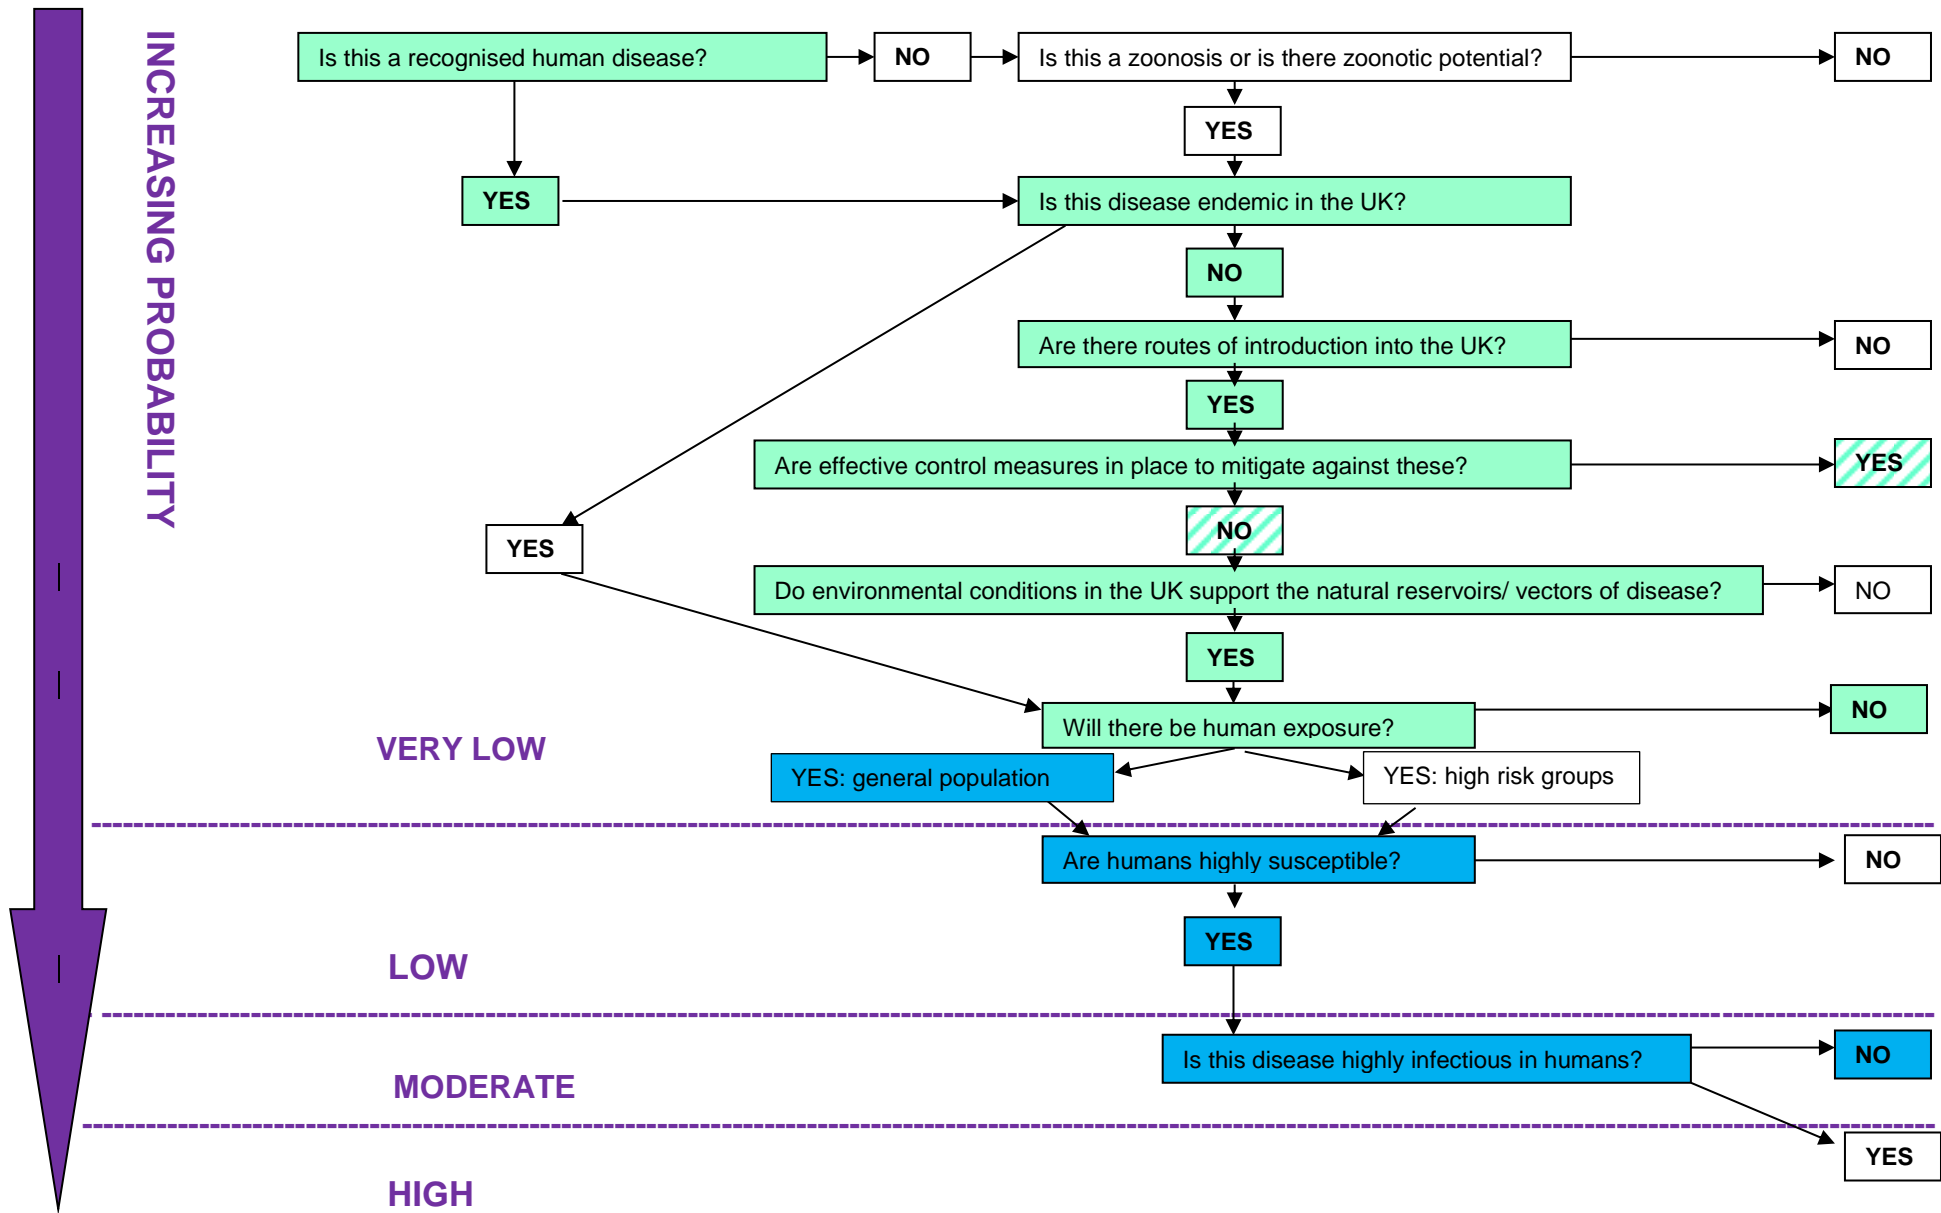 INCREASING PROBABILITY
Is this a recognised human disease?
NO
Is this a zoonosis or is there zoonotic potential?
NO
YES
YES
Is this disease endemic in the UK?
NO
Are there routes of introduction into the UK?
NO
YES
Are effective control measures in place to mitigate against these?
YES
NO
YES
Do environmental conditions in the UK support the natural reservoirs/ vectors of disease?
NO
YES
Will there be human exposure?
NO
VERY LOW
YES: general population
YES: high risk groups
Are humans highly susceptible?
NO
YES
LOW
Is this disease highly infectious in humans?
NO
MODERATE
YES
HIGH